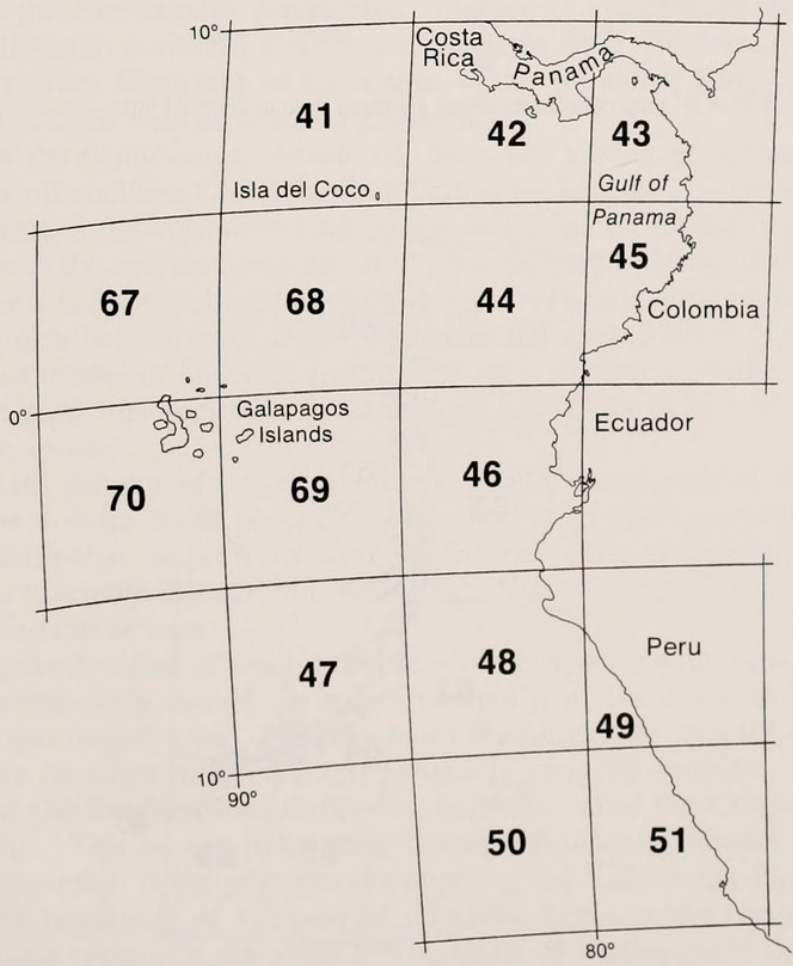 10°
Costa
Rica
Panama
41
42
43
Isla del Coco
Gulf of
Panama
45
67
68
44
Colombia
0°
Galapagos
Islands
Ecuador
70
69
46
Peru
47
48
49
10°
90°
50
51
80°